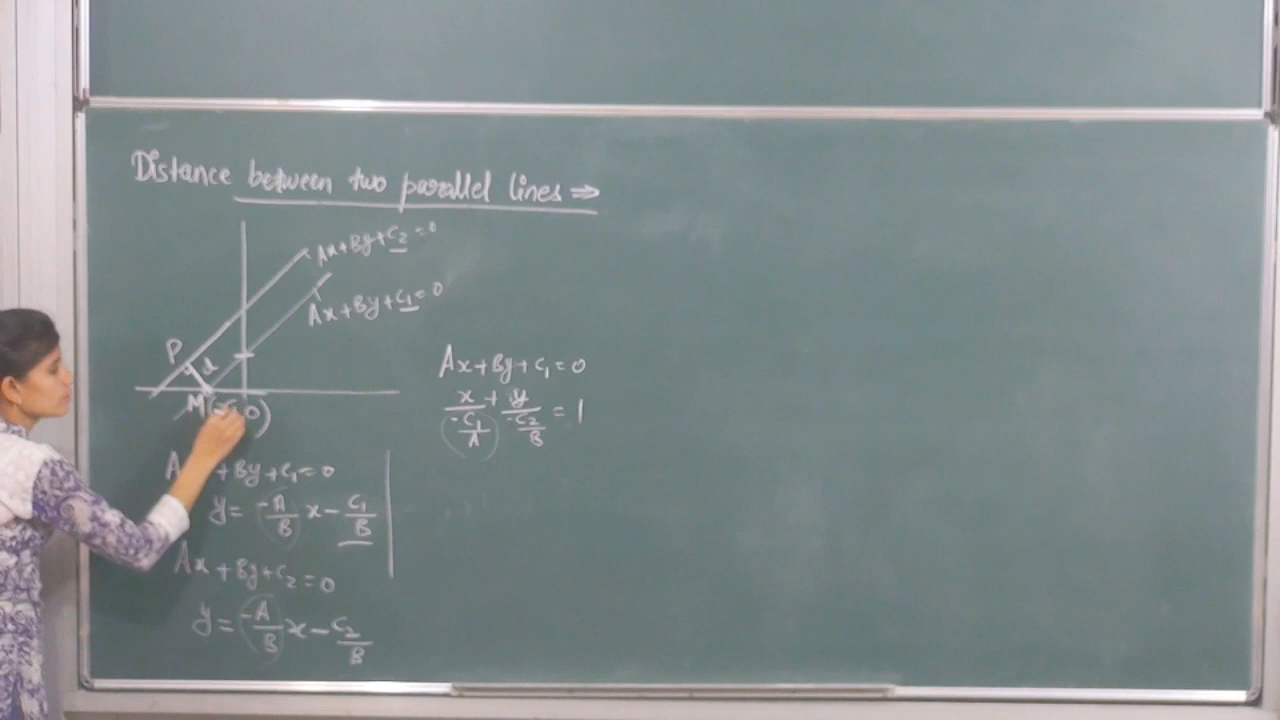 Distance between two parallel lines ⇒
Ax+By+C₂=0
Ax+By+C₁=0
P
d
M(
0)
Ax+By+C₁=0
x/(-C₁/A) + y/(-C₂/B) = 1
A +By+C₁=0
y= -A/B x - C₁/B
Ax+By+C₂=0
y= -A/B x - C₂/B